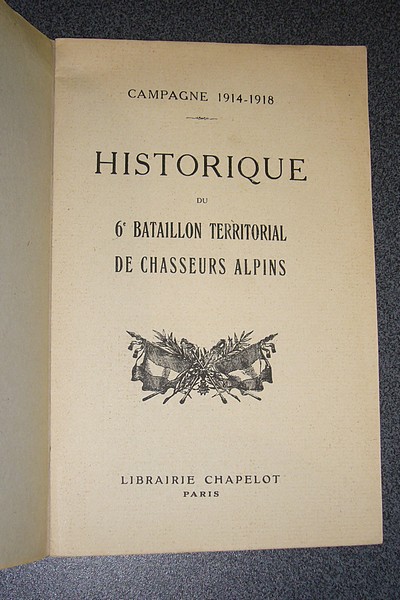 CAMPAGNE 1914-1918
HISTORIQUE
DU
6e BATAILLON TERRITORIAL
DE CHASSEURS ALPINS
LIBRAIRIE CHAPELOT
PARIS